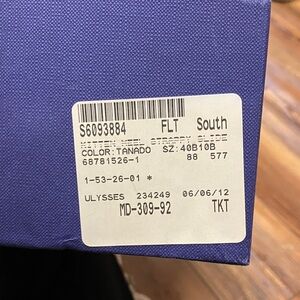 S6093884 FLT South
KITTEN HEEL STRAPPY SLIDE
COLOR:TANADO SZ:40B10B
68781526-1 88 577
1-53-26-01 *
ULYSSES 234249 06/06/12
MD-309-92 TKT